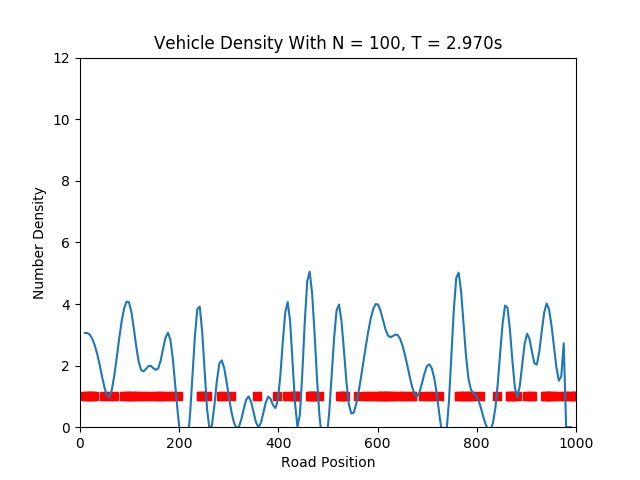 Vehicle Density With N = 100, T = 2.970s
12
10
8
6
4
2
0
Number Density
0 200 400 600 800 1000
Road Position